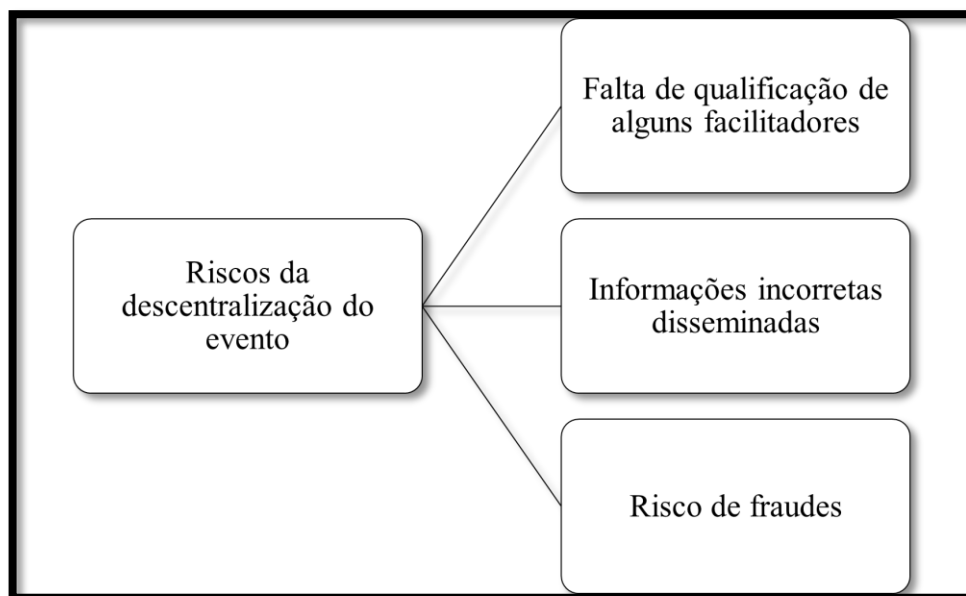 Riscos da
descentralização do
evento
Falta de qualificação de
alguns facilitadores
Informações incorretas
disseminadas
Risco de fraudes